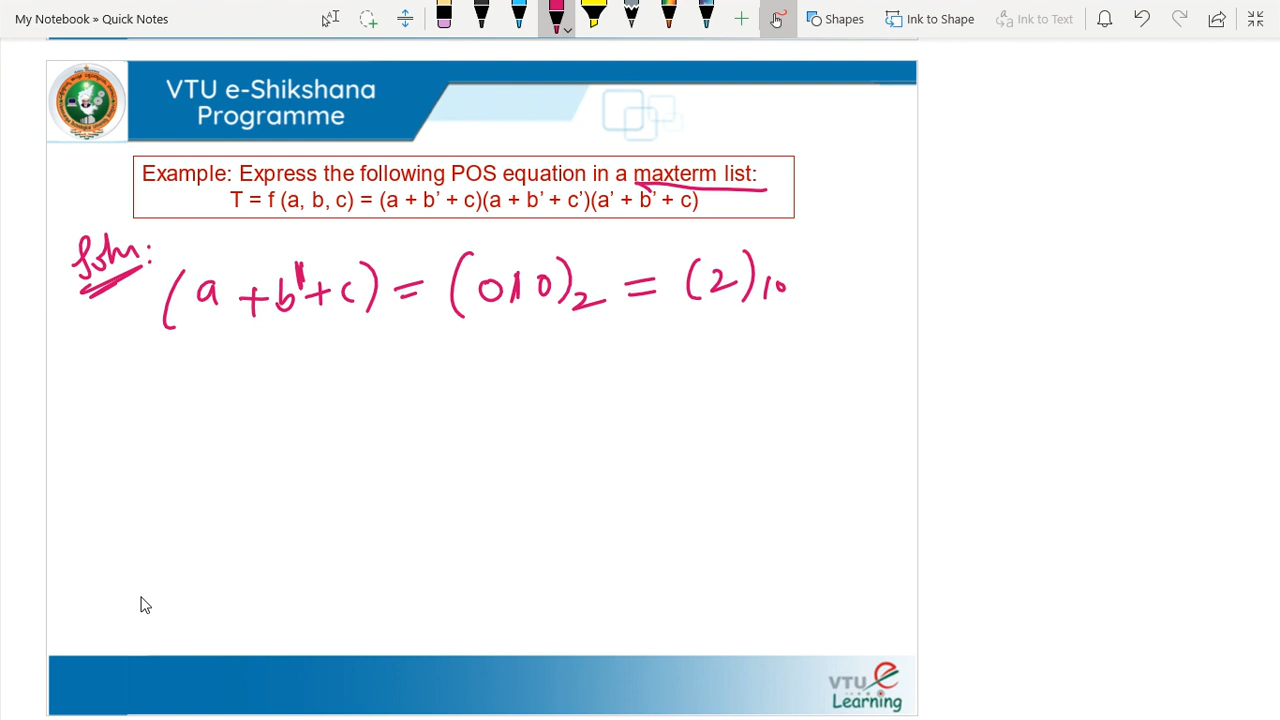 My Notebook » Quick Notes
Shapes
Ink to Shape
Ink to Text
VTU e-Shikshana
Programme
Example: Express the following POS equation in a maxterm list:
T = f (a, b, c) = (a + b’ + c)(a + b’ + c’)(a’ + b’ + c)
Soln:
(a + b' + c) = (010)₂ = (2)₁₀
VTU e
Learning